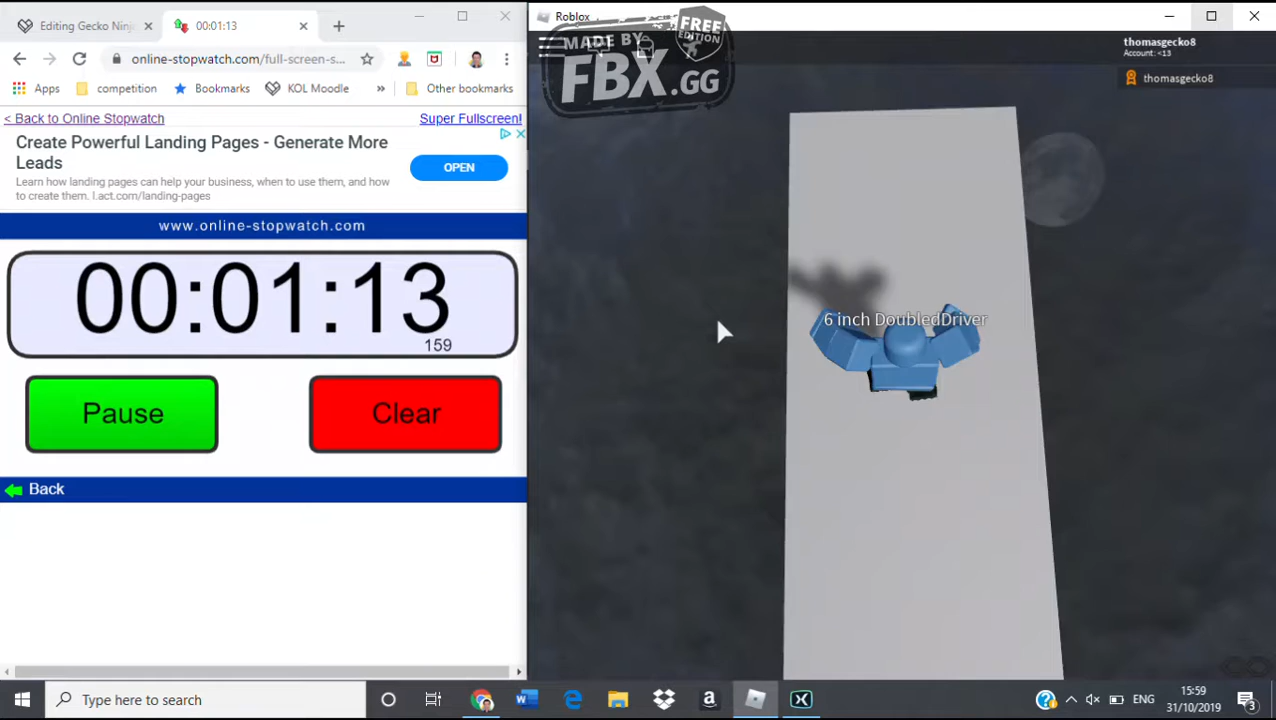 Editing Gecko Ninj
00:01:13
online-stopwatch.com/full-screen-s...
Apps
competition
Bookmarks
KOL Moodle
»
Other bookmarks
< Back to Online Stopwatch
Super Fullscreen!
Create Powerful Landing Pages - Generate More
Leads
OPEN
Learn how landing pages can help your business, when to use them, and how
to create them. l.act.com/landing-pages
www.online-stopwatch.com
00:01:13
159
Pause
Clear
Back
Roblox
MADE BY
FREE
EDITION
FBX.GG
thomasgecko8
Account: <13
thomasgecko8
6 inch DoubledDriver
Type here to search
ENG
15:59
31/10/2019
3